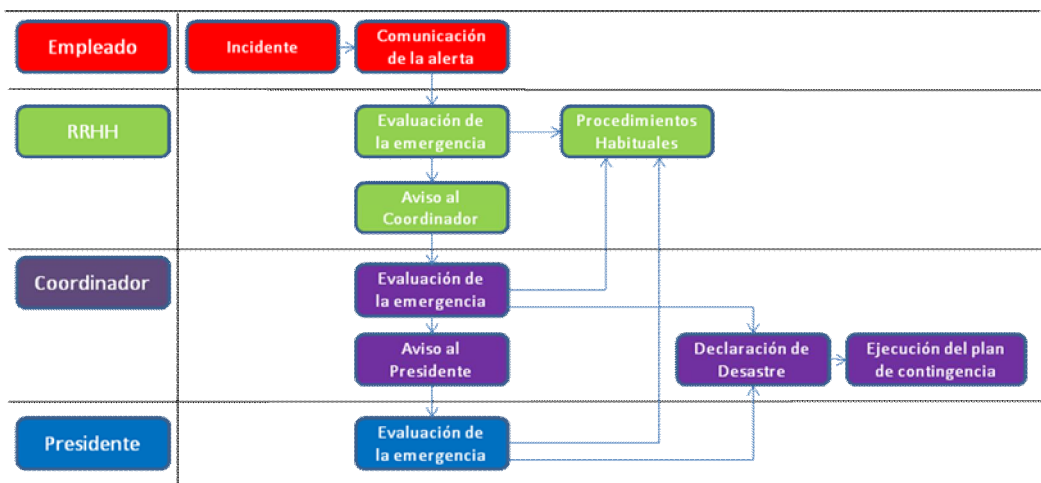 Empleado
Incidente
Comunicación
de la alerta
RRHH
Evaluación de
la emergencia
Procedimientos
Habituales
Aviso al
Coordinador
Coordinador
Evaluación de
la emergencia
Aviso al
Presidente
Declaración de
Desastre
Ejecución del plan
de contingencia
Presidente
Evaluación de
la emergencia